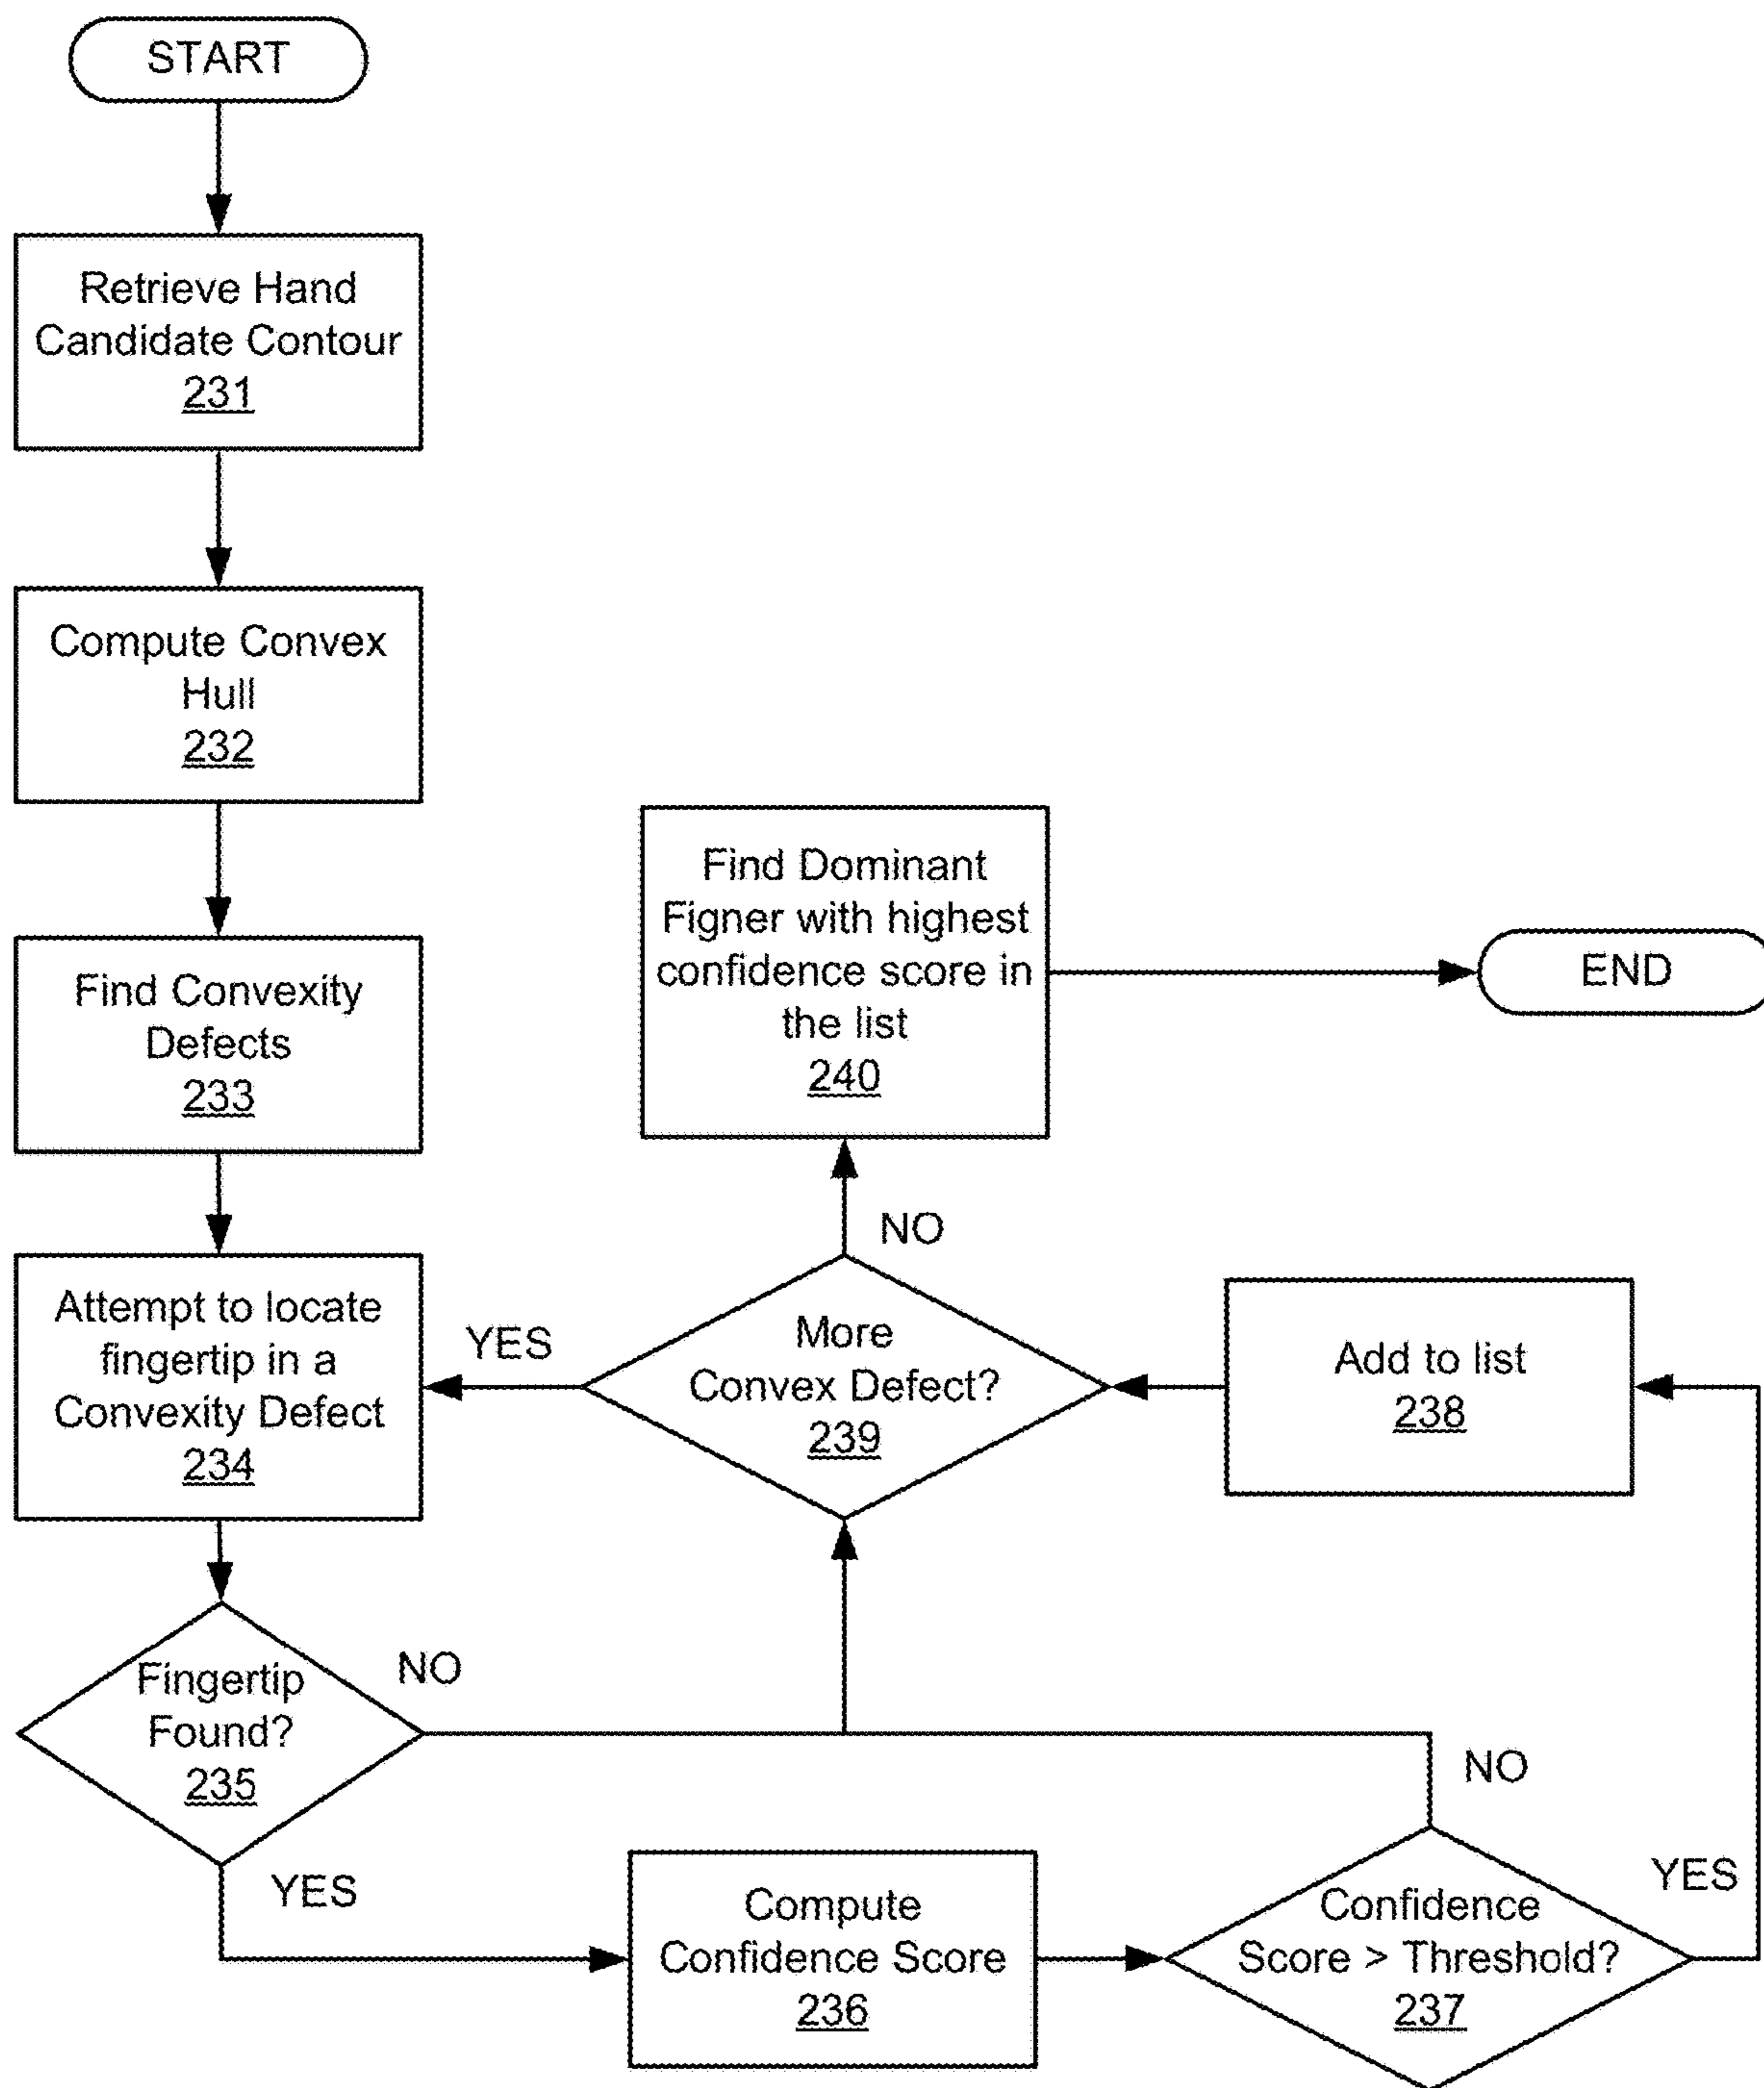 START
Retrieve Hand
Candidate Contour
231
Compute Convex
Hull
232
Find Convexity
Defects
233
Attempt to locate
fingertip in a
Convexity Defect
234
Fingertip
Found?
235
NO
YES
Compute
Confidence Score
236
Confidence
Score > Threshold?
237
NO
YES
Add to list
238
More
Convex Defect?
239
YES
NO
Find Dominant
Figner with highest
confidence score in
the list
240
END